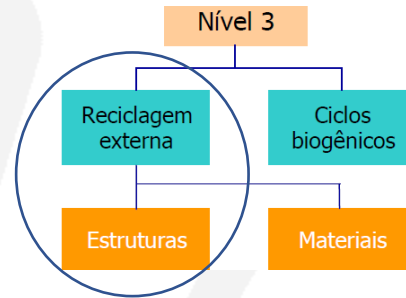 Nível 3
Reciclagem
externa
Ciclos
biogênicos
Estruturas
Materiais